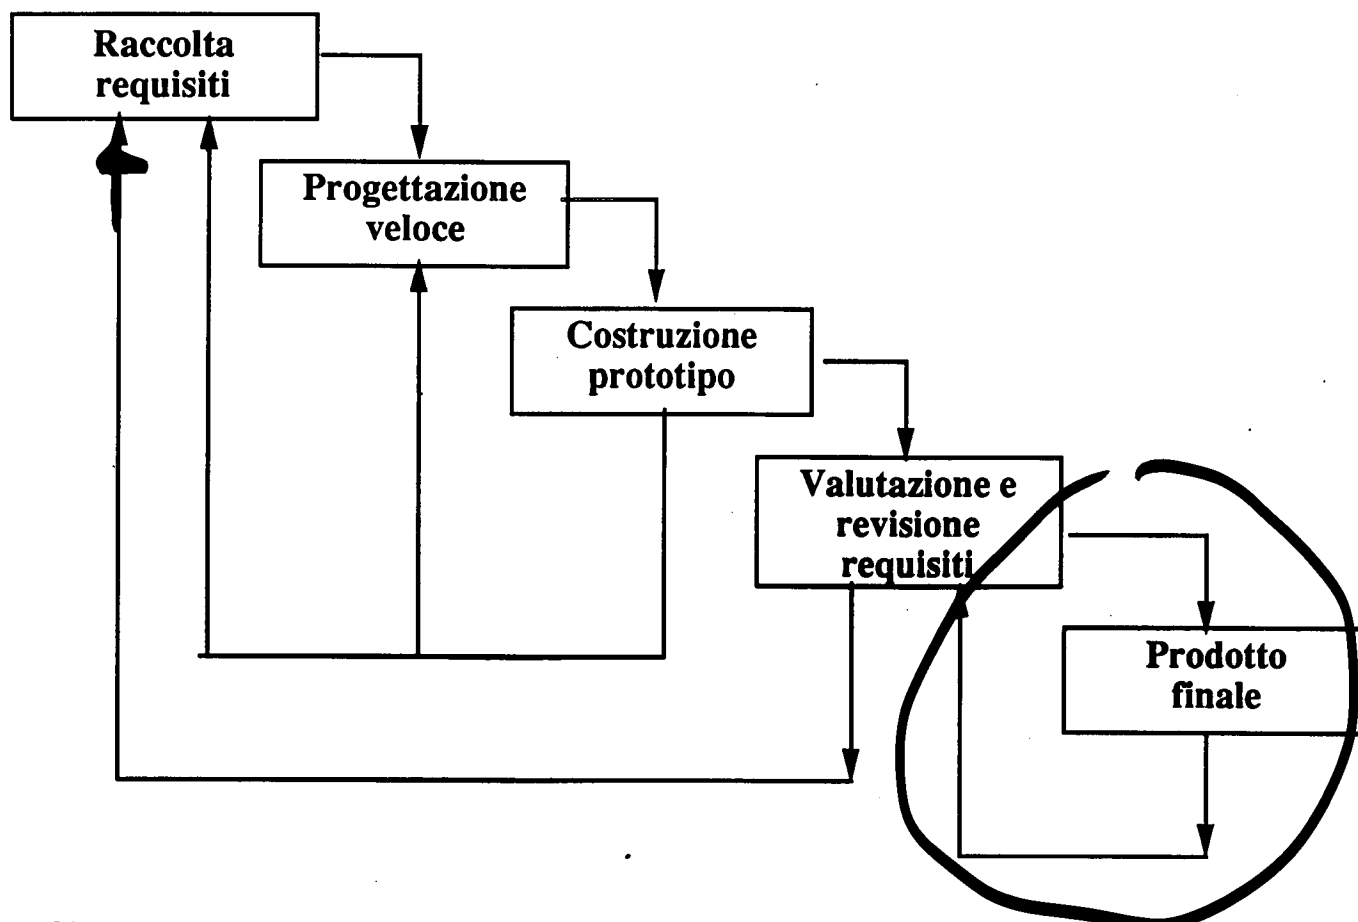 Raccolta
requisiti
Progettazione
veloce
Costruzione
prototipo
Valutazione e
revisione
requisiti
Prodotto
finale